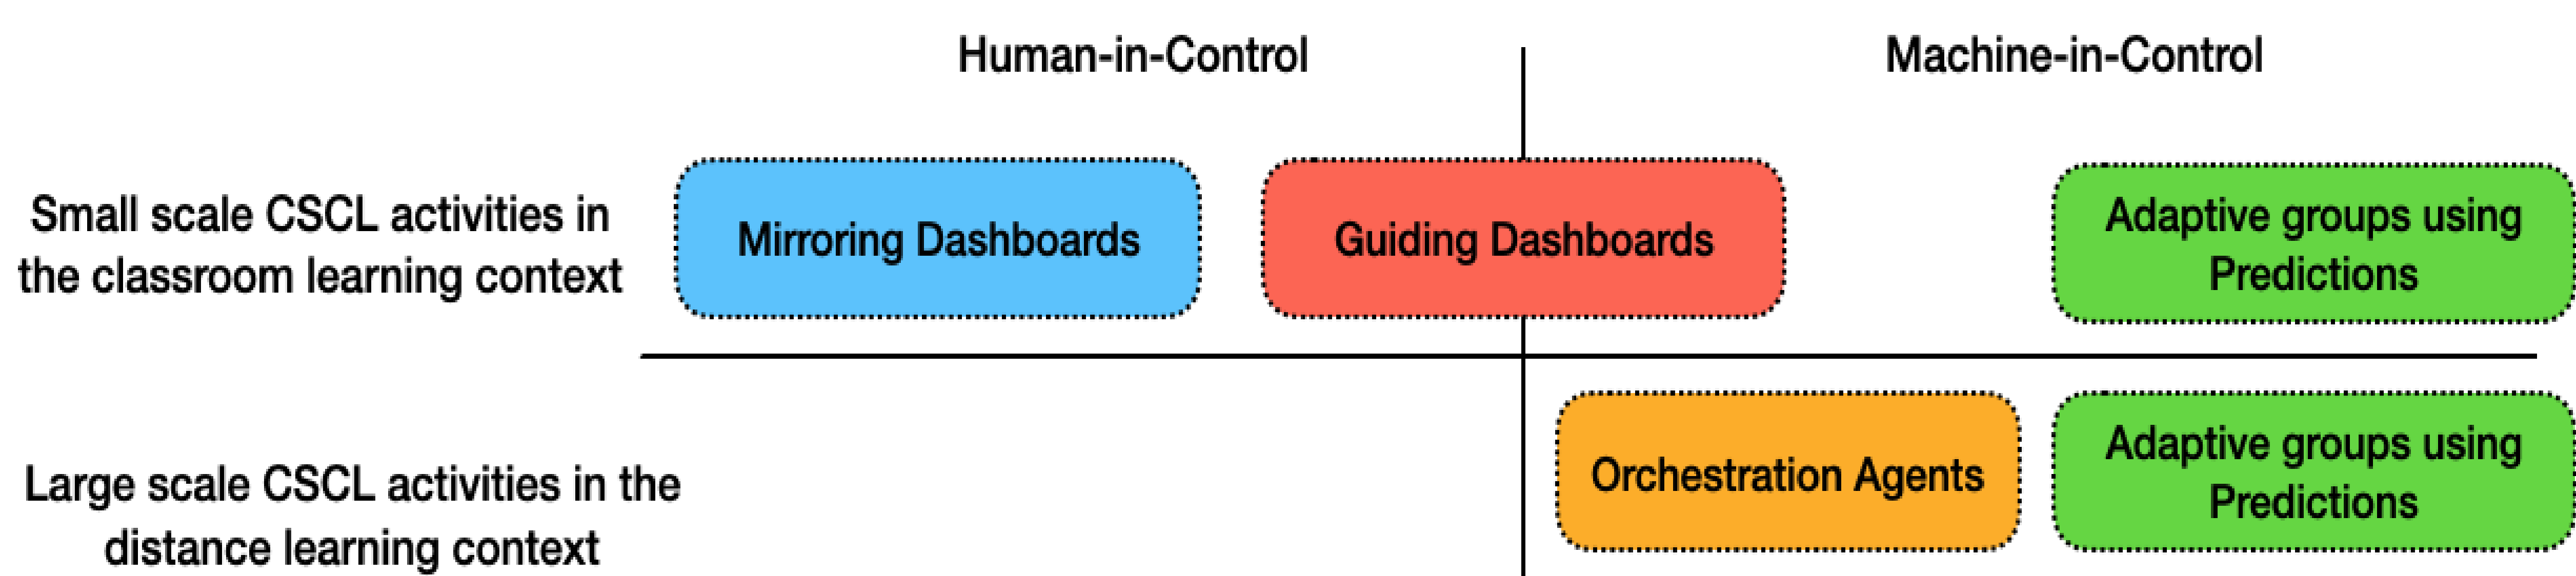 Human-in-Control
Machine-in-Control
Small scale CSCL activities in
the classroom learning context
Mirroring Dashboards
Guiding Dashboards
Adaptive groups using
Predictions
Large scale CSCL activities in the
distance learning context
Orchestration Agents
Adaptive groups using
Predictions